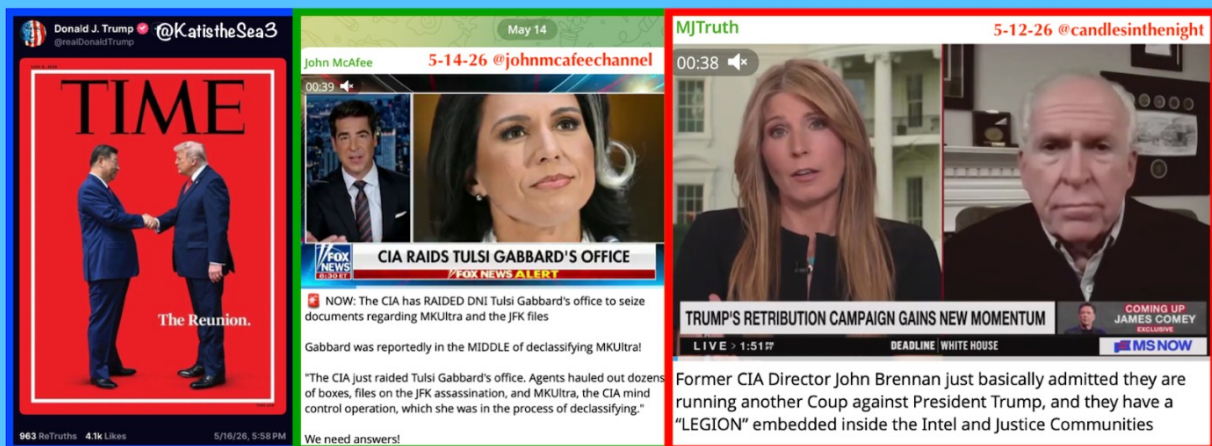 Donald J. Trump @KatistheSea3
@realDonaldTrump
TIME
The Reunion.
963 ReTruths 4.1k Likes 5/16/26, 5:58 PM
May 14
John McAfee 5-14-26 @johnmcafeechannel
00:39
FOX NEWS
8:30 ET
CIA RAIDS TULSI GABBARD'S OFFICE
FOX NEWS ALERT
🚨 NOW: The CIA has RAIDED DNI Tulsi Gabbard's office to seize
documents regarding MKUltra and the JFK files
Gabbard was reportedly in the MIDDLE of declassifying MKUltra!
"The CIA just raided Tulsi Gabbard's office. Agents hauled out dozens
of boxes, files on the JFK assassination, and MKUltra, the CIA mind
control operation, which she was in the process of declassifying."
We need answers!
MJTruth 5-12-26 @candlesinthenight
00:38
TRUMP'S RETRIBUTION CAMPAIGN GAINS NEW MOMENTUM
COMING UP
JAMES COMEY
EXCLUSIVE
LIVE > 1:51 PT
DEADLINE WHITE HOUSE
MS NOW
Former CIA Director John Brennan just basically admitted they are
running another Coup against President Trump, and they have a
“LEGION” embedded inside the Intel and Justice Communities